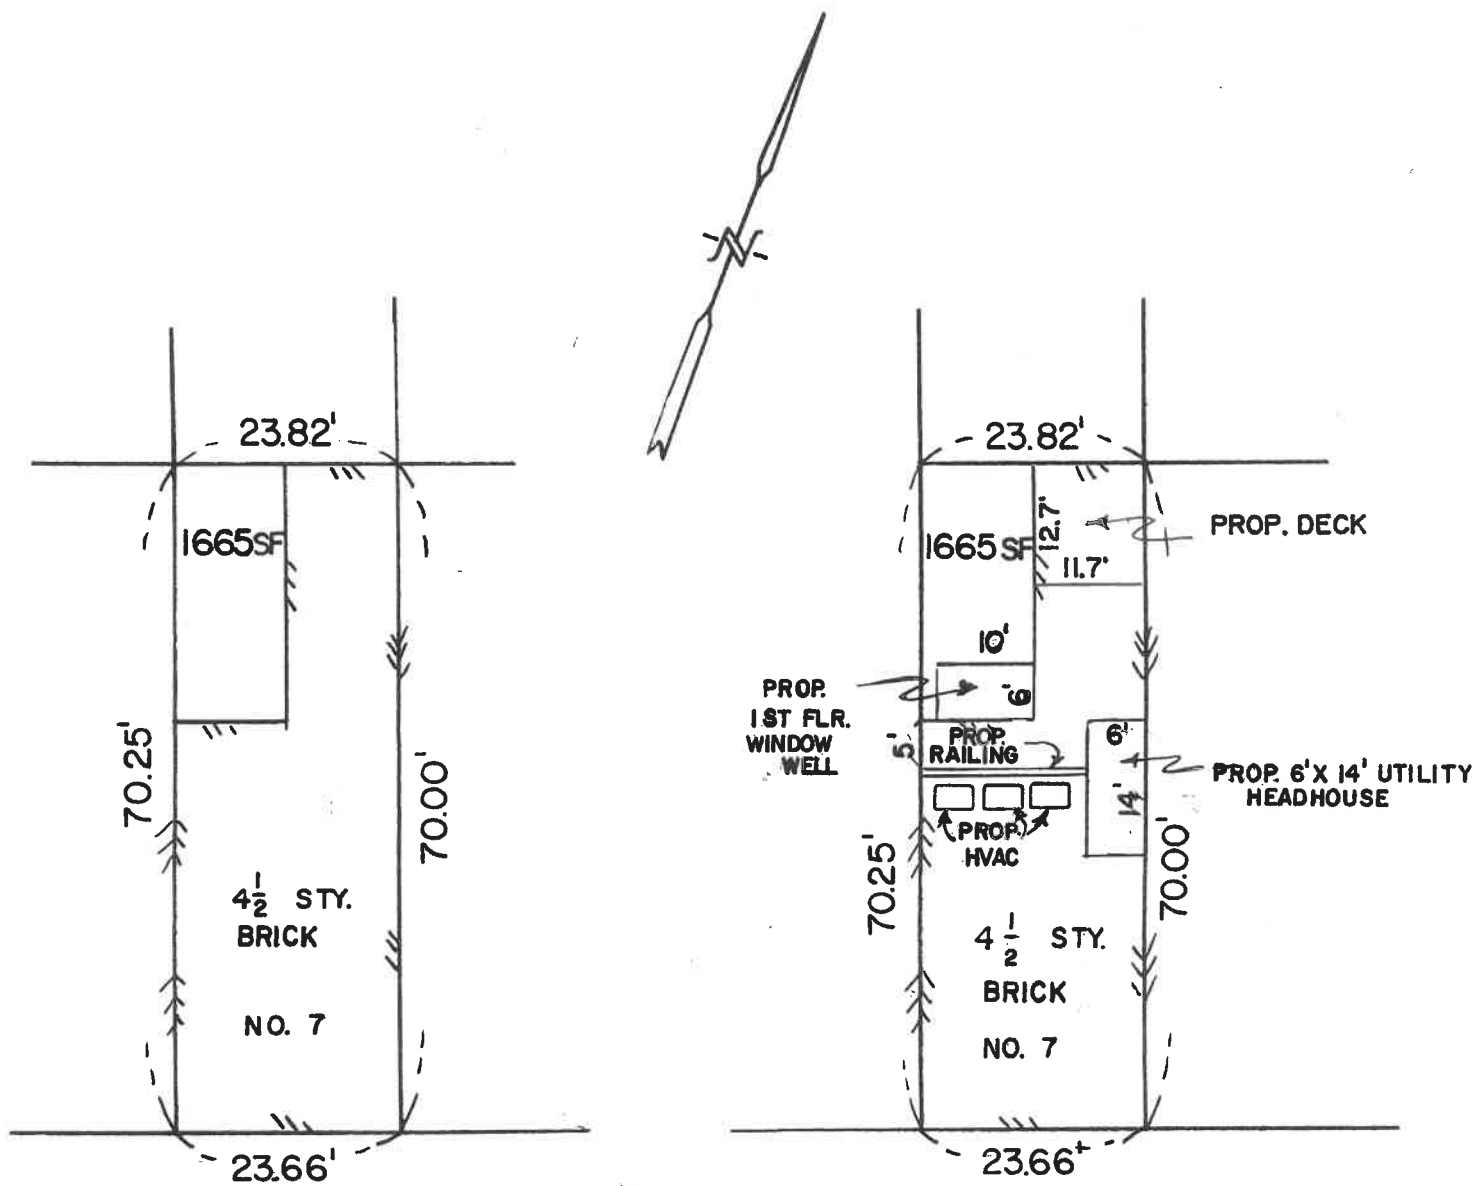 N
23.82'
1665 SF
70.25'
70.00'
4 1/2 STY.
BRICK
NO. 7
23.66'
23.82'
1665 SF
12.7'
11.7'
PROP. DECK
10'
6'
PROP.
1ST FLR.
WINDOW
WELL
5'
PROP.
RAILING
6'
14'
PROP. 6' X 14' UTILITY
HEADHOUSE
PROP.
HVAC
70.25'
70.00'
4 1/2 STY.
BRICK
NO. 7
23.66'